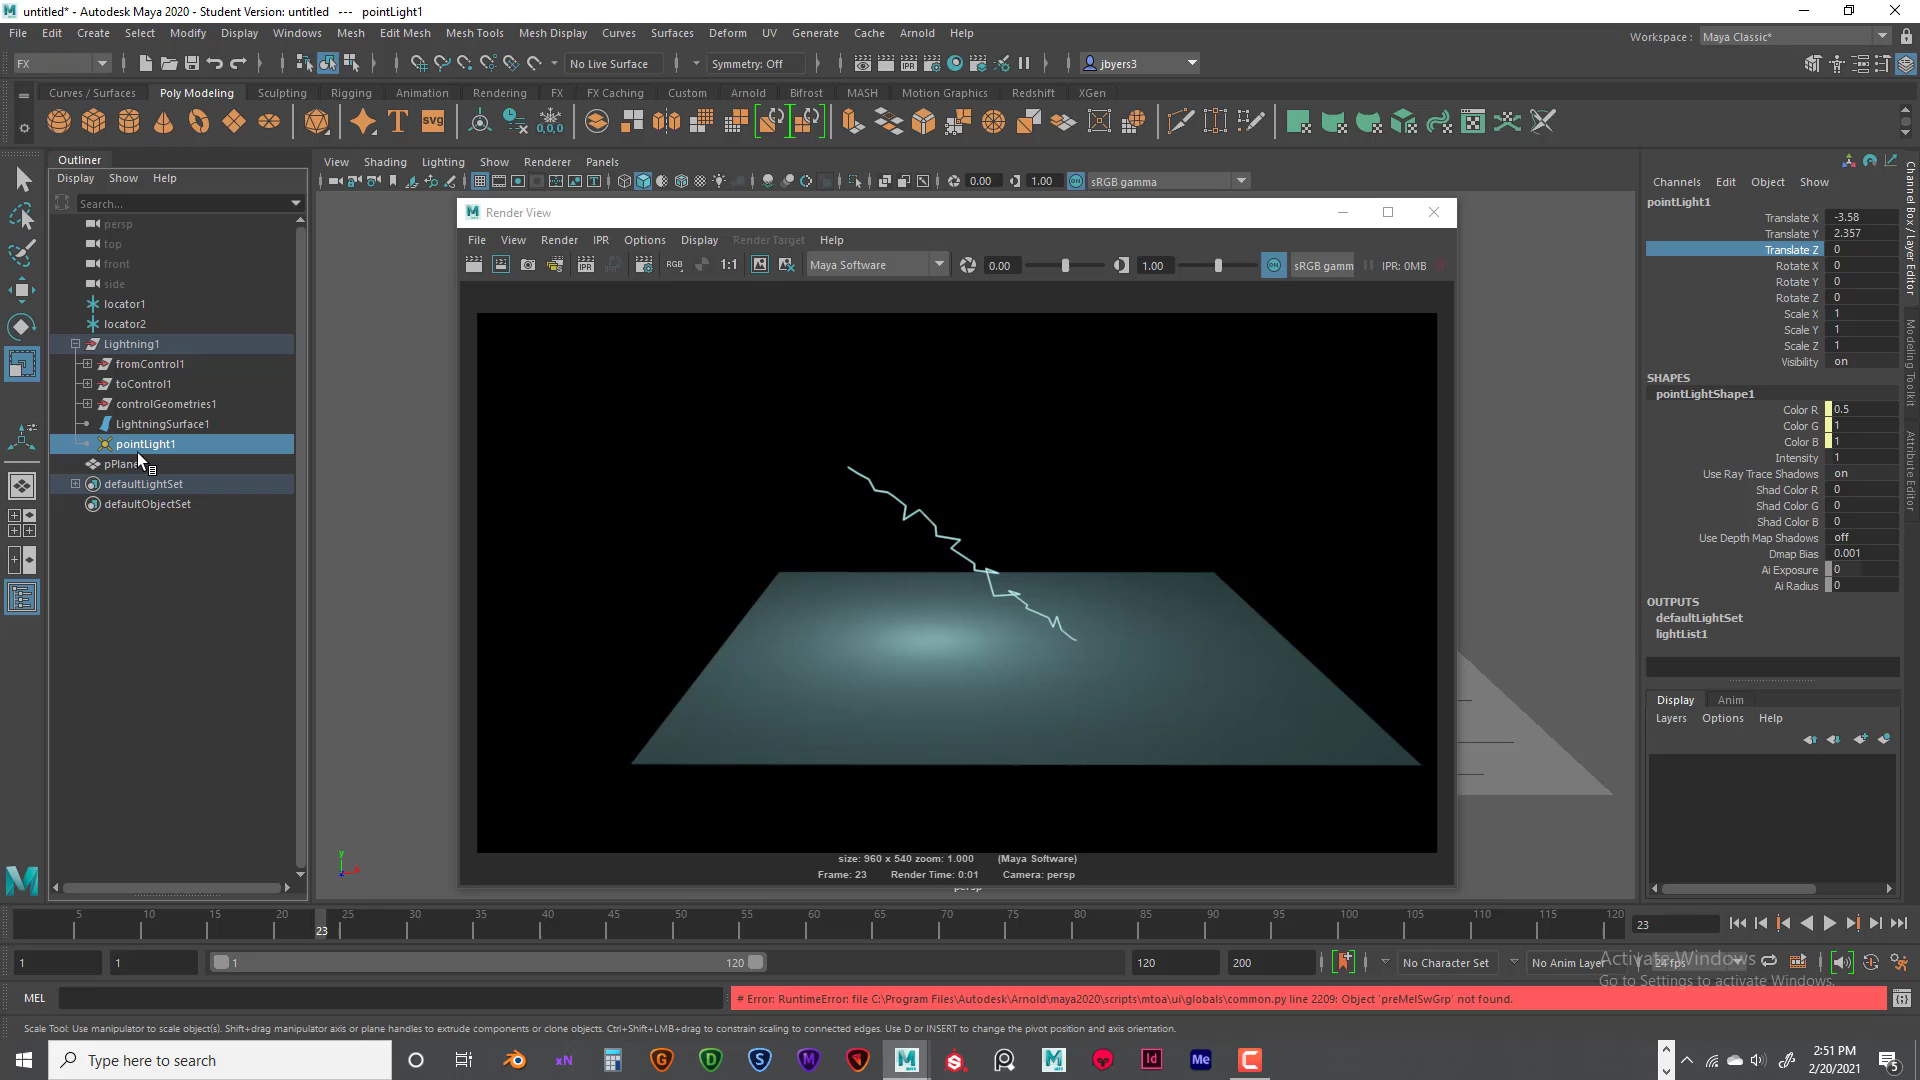 untitled* - Autodesk Maya 2020 - Student Version: untitled --- pointLight1
File Edit Create Select Modify Display Windows Mesh Edit Mesh Mesh Tools Mesh Display Curves Surfaces Deform UV Generate Cache Arnold Help
Workspace : Maya Classic*
FX No Live Surface Symmetry: Off jbyers3
Curves / Surfaces Poly Modeling Sculpting Rigging Animation Rendering FX FX Caching Custom Arnold Bifrost MASH Motion Graphics Redshift XGen
Outliner
Display Show Help
Search...
persp
top
front
side
locator1
locator2
Lightning1
fromControl1
toControl1
controlGeometries1
LightningSurface1
pointLight1
pPlane
defaultLightSet
defaultObjectSet
View Shading Lighting Show Renderer Panels
0.00 1.00 sRGB gamma
Render View
File View Render IPR Options Display Render Target Help
IPR RGB 1:1 Maya Software 0.00 1.00 sRGB gamm IPR: 0MB
size: 960 x 540 zoom: 1.000 (Maya Software)
Frame: 23 Render Time: 0:01 Camera: persp
persp
Channels Edit Object Show
pointLight1
Translate X -3.58
Translate Y 2.357
Translate Z 0
Rotate X 0
Rotate Y 0
Rotate Z 0
Scale X 1
Scale Y 1
Scale Z 1
Visibility on
SHAPES
pointLightShape1
Color R 0.5
Color G 1
Color B 1
Intensity 1
Use Ray Trace Shadows on
Shad Color R 0
Shad Color G 0
Shad Color B 0
Use Depth Map Shadows off
Dmap Bias 0.001
Ai Exposure 0
Ai Radius 0
OUTPUTS
defaultLightSet
lightList1
Display Anim
Layers Options Help
Channel Box / Layer Editor
Modeling Toolkit
Attribute Editor
5 10 15 20 25 30 35 40 45 50 55 60 65 70 75 80 85 90 95 100 105 110 115 120
23
23
1 1 1 120 120 200 No Character Set No Anim Layer 24 fps
Activate Windows
Go to Settings to activate Windows.
MEL # Error: RuntimeError: file C:\Program Files\Autodesk\Arnold\maya2020\scripts\mtoa\ui\globals\common.py line 2209: Object 'preMelSwGrp' not found.
Scale Tool: Use manipulator to scale object(s). Shift+drag manipulator axis or plane handles to extrude components or clone objects. Ctrl+Shift+LMB+drag to constrain scaling to connected edges. Use D or INSERT to change the pivot position and axis orientation.
Type here to search
2:51 PM
2/20/2021
5